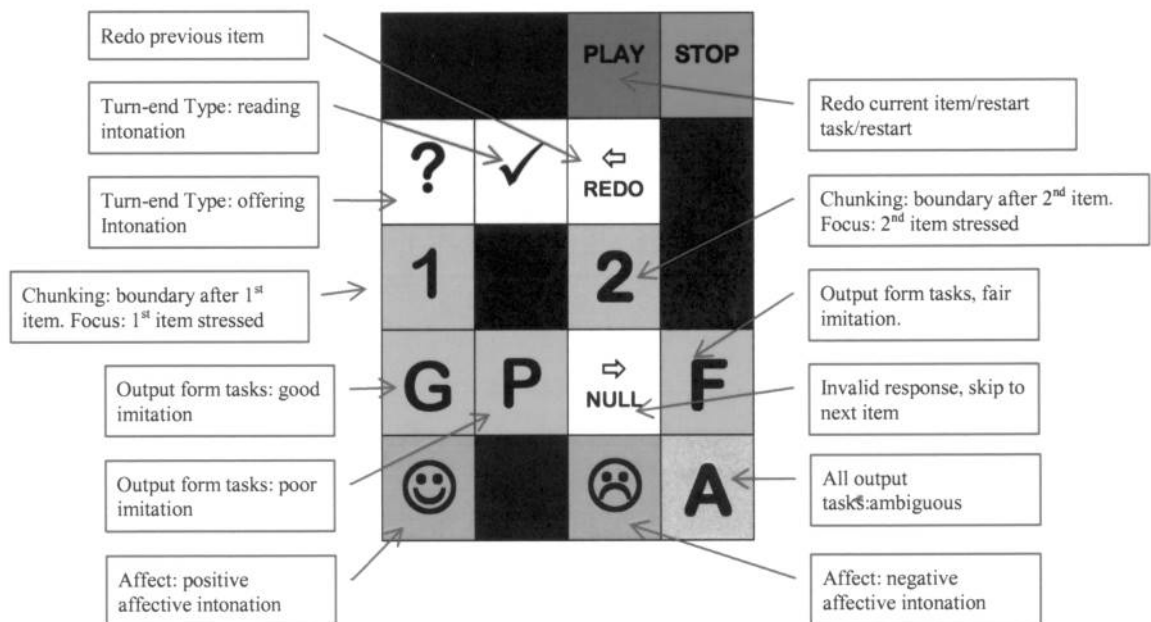 Redo previous item
PLAY
STOP
Turn-end Type: reading
intonation
Redo current item/restart
task/restart
?
✓
⇦
REDO
Turn-end Type: offering
Intonation
Chunking: boundary after 2nd item.
Focus: 2nd item stressed
1
2
Chunking: boundary after 1st
item. Focus: 1st item stressed
Output form tasks, fair
imitation.
G
P
⇨
NULL
F
Output form tasks: good
imitation
Invalid response, skip to
next item
Output form tasks: poor
imitation
A
All output
tasks:ambiguous
Affect: positive
affective intonation
Affect: negative
affective intonation